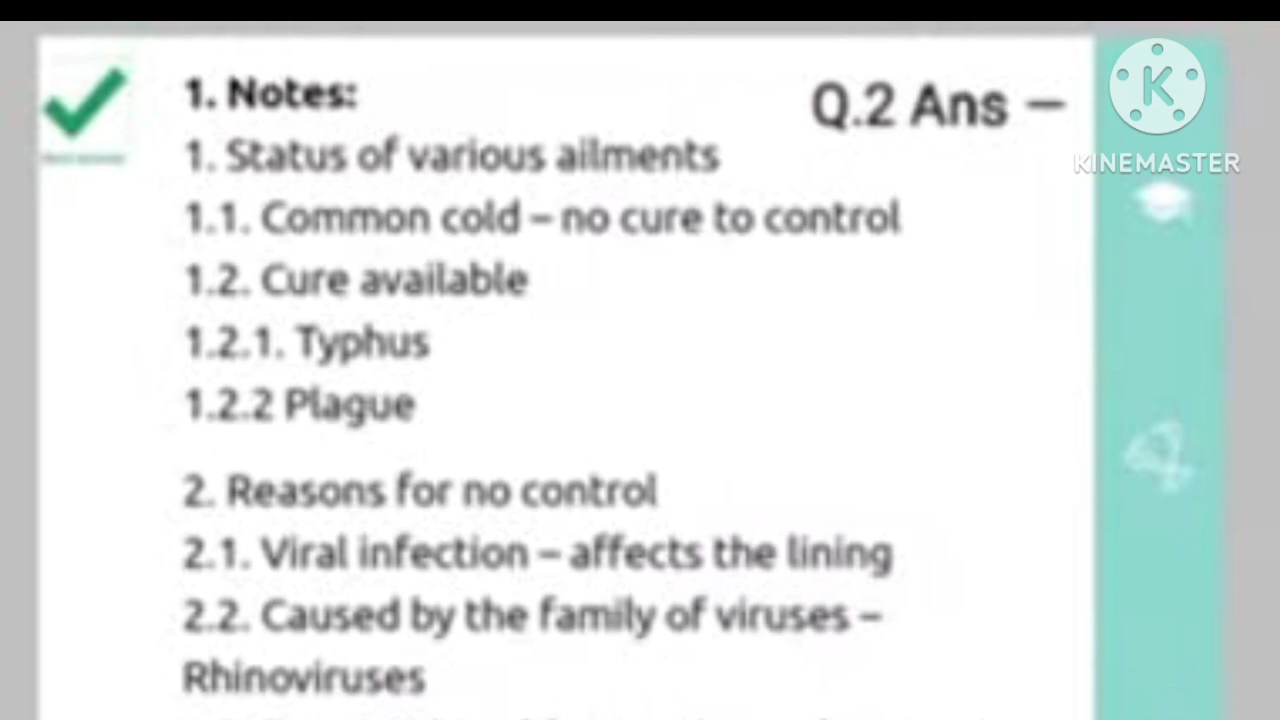 1. Notes:
Q.2 Ans –
1. Status of various ailments
1.1. Common cold – no cure to control
1.2. Cure available
1.2.1. Typhus
1.2.2 Plague
2. Reasons for no control
2.1. Viral infection – affects the lining
2.2. Caused by the family of viruses –
Rhinoviruses
KINEMASTER